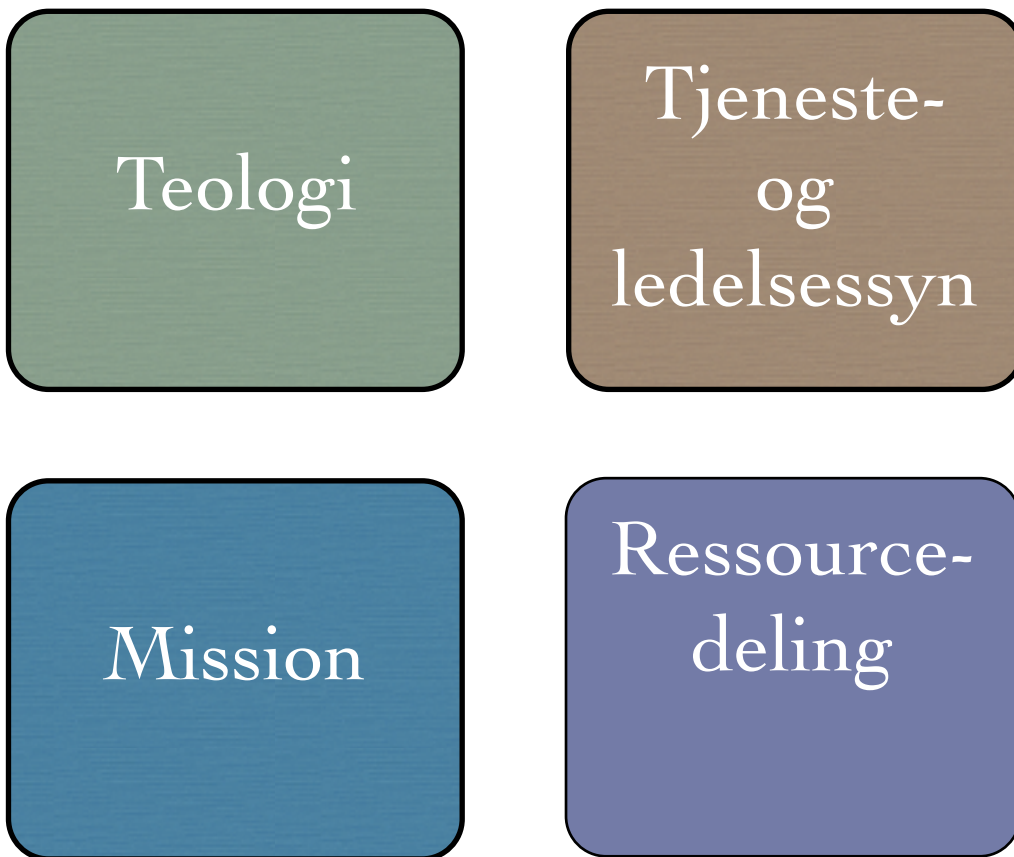 Teologi
Tjeneste-
og
ledelsessyn
Mission
Ressource-
deling